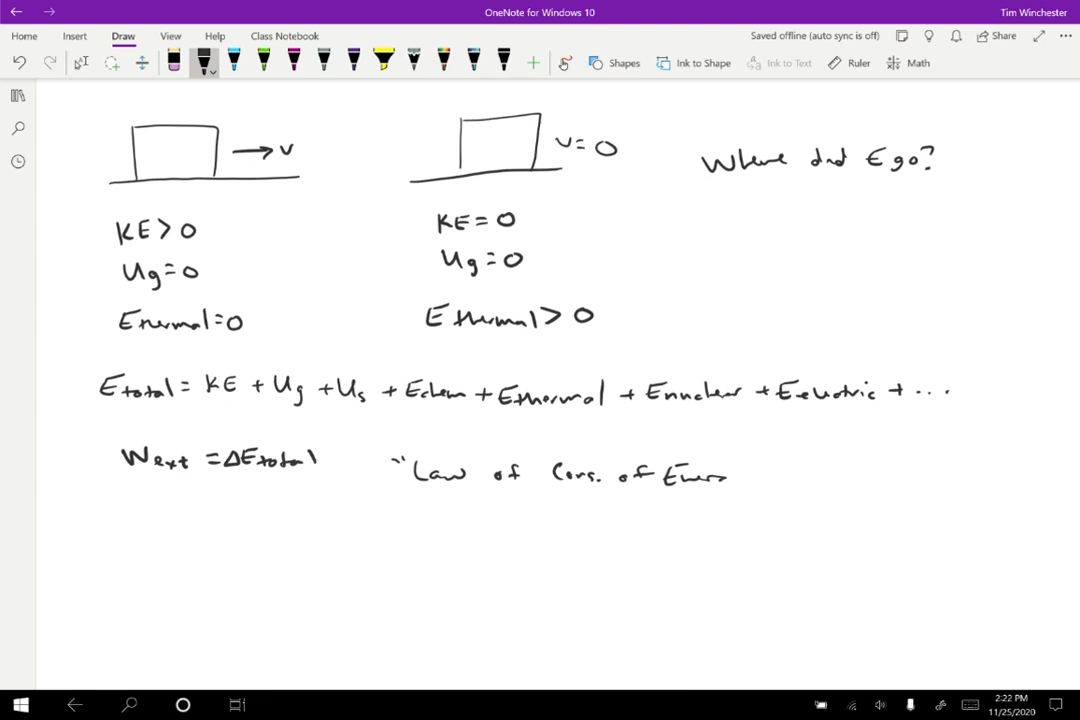 OneNote for Windows 10
Tim Winchester
Home Insert Draw View Help Class Notebook
Saved offline (auto sync is off) Share
Shapes Ink to Shape Ink to Text Ruler Math
→ v
v = 0
Where did E go?
KE > 0
Ug = 0
Ethermal = 0
KE = 0
Ug = 0
Ethermal > 0
Etotal = KE + Ug + Us + Echem + Ethermal + Enuclear + Eelectric + ...
Wext = ΔEtotal
"Law of Cons. of Ener
2:22 PM
11/25/2020